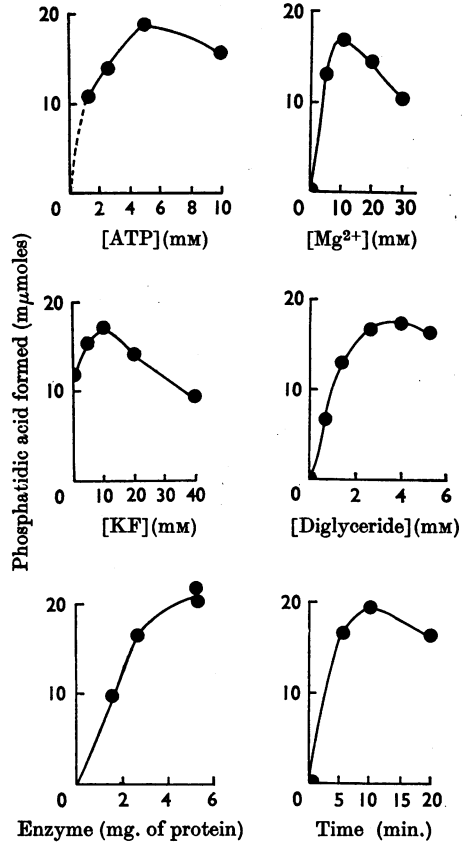 Phosphatidic acid formed (mμmoles)
20
10
0 2 4 6 8 10
[ATP] (mM)
20
10
0 10 20 30
[Mg2+] (mM)
20
10
0 10 20 30 40
[KF] (mM)
20
10
0 2 4 6
[Diglyceride] (mM)
20
10
0 2 4 6
Enzyme (mg. of protein)
20
10
0 5 10 15 20
Time (min.)